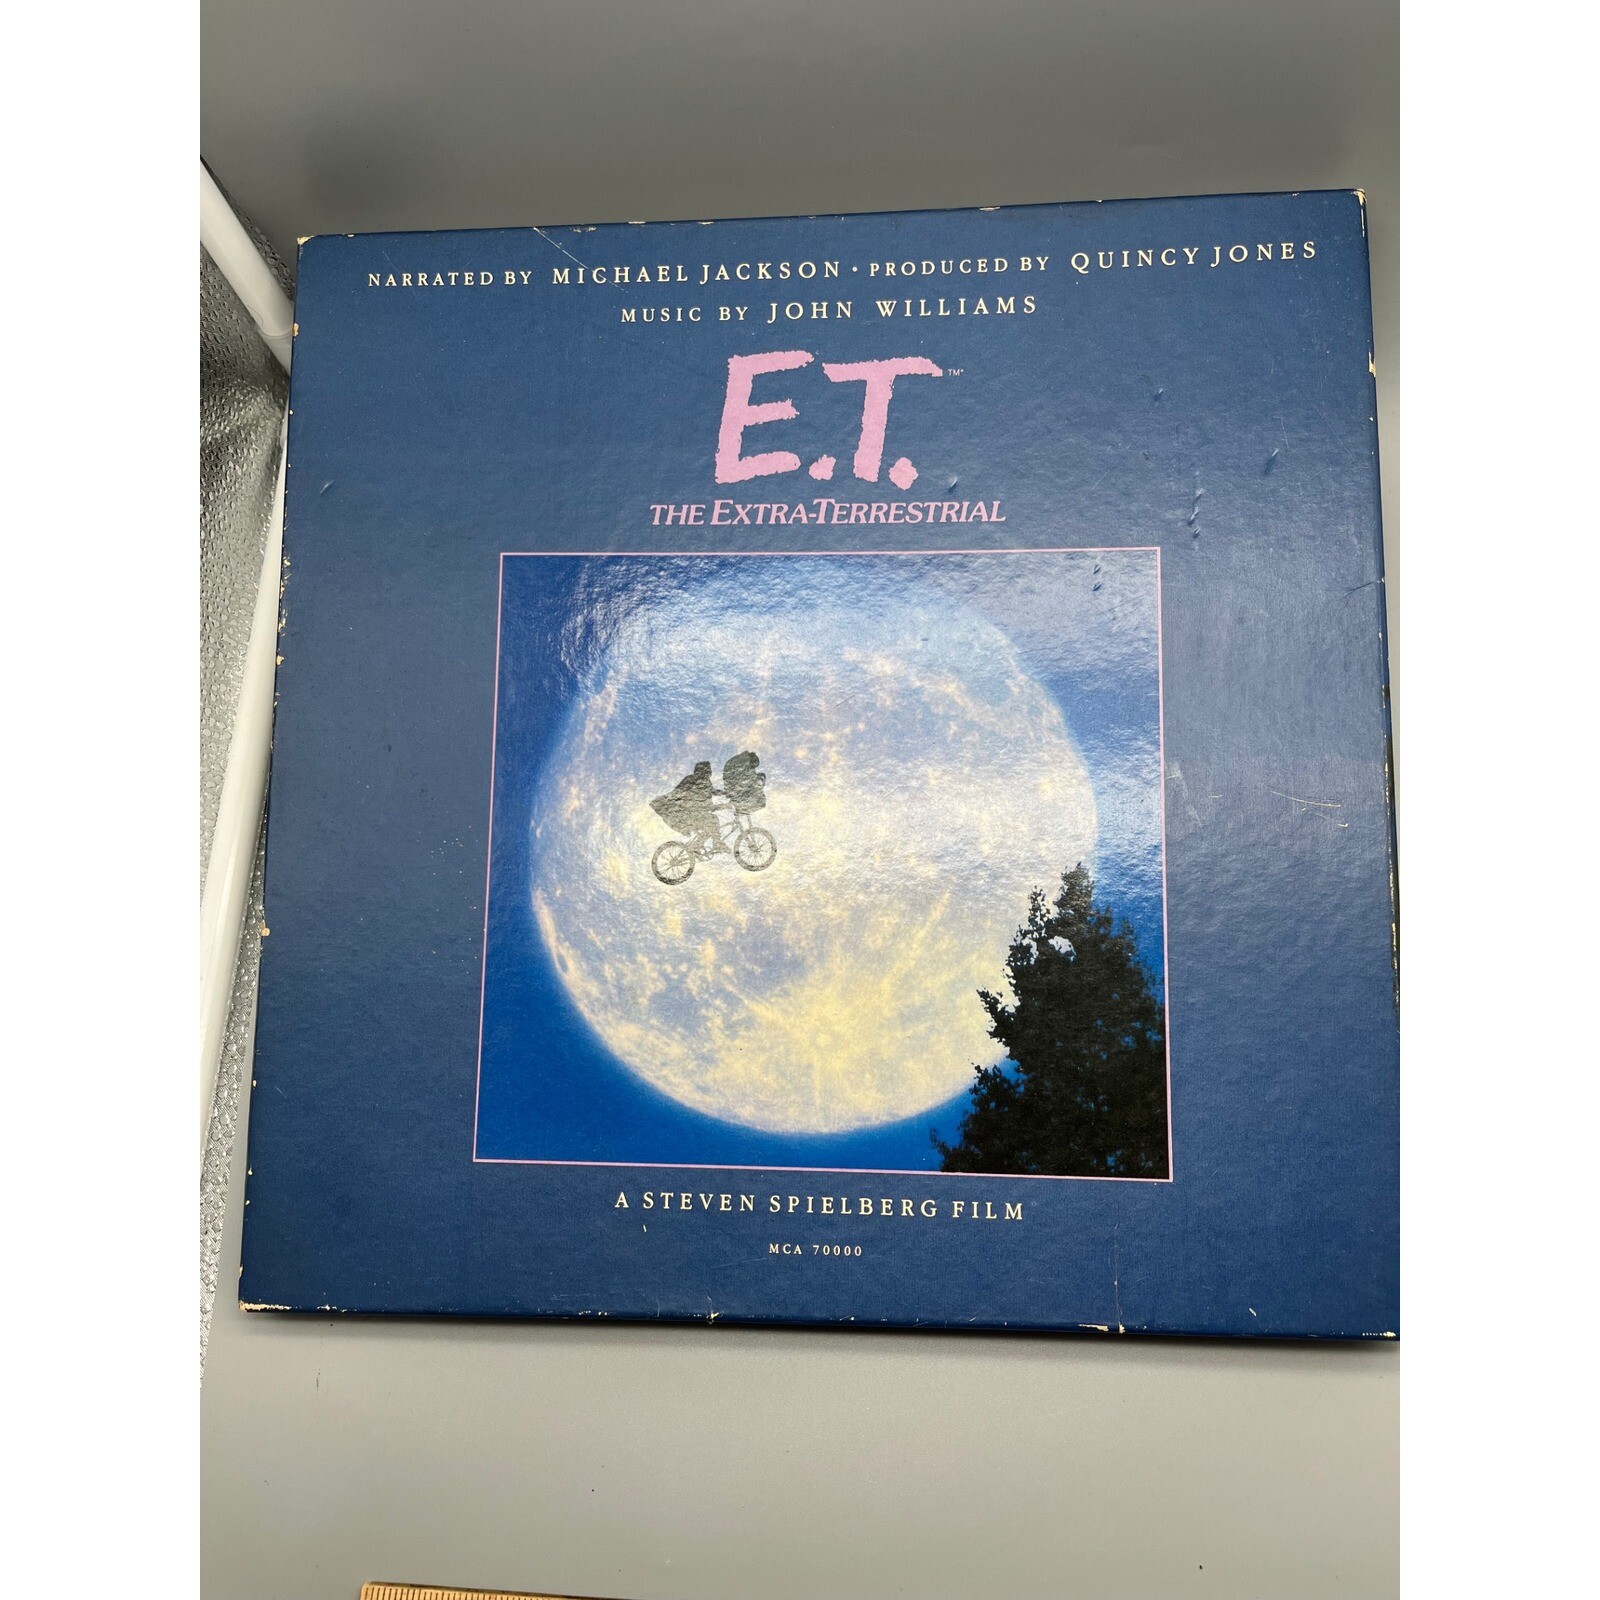 NARRATED BY MICHAEL JACKSON • PRODUCED BY QUINCY JONES
MUSIC BY JOHN WILLIAMS
E.T.™
THE EXTRA-TERRESTRIAL
A STEVEN SPIELBERG FILM
MCA 70000